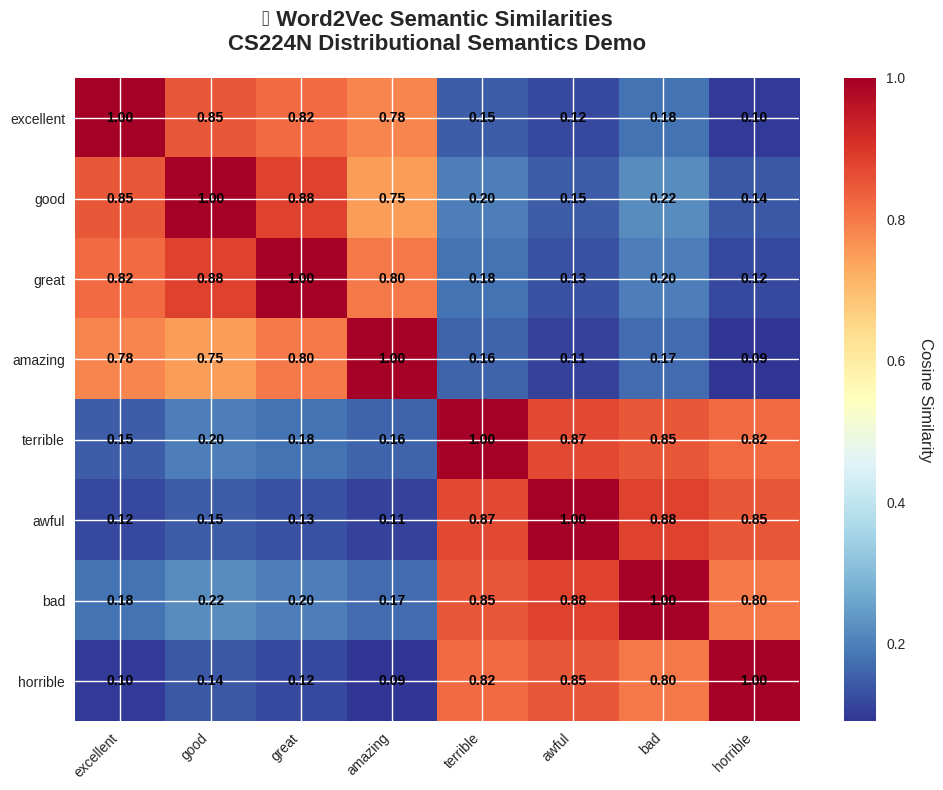 ▯ Word2Vec Semantic Similarities
CS224N Distributional Semantics Demo
excellent 1.00 0.85 0.82 0.78 0.15 0.12 0.18 0.10
good 0.85 1.00 0.88 0.75 0.20 0.15 0.22 0.14
great 0.82 0.88 1.00 0.80 0.18 0.13 0.20 0.12
amazing 0.78 0.75 0.80 1.00 0.16 0.11 0.17 0.09
terrible 0.15 0.20 0.18 0.16 1.00 0.87 0.85 0.82
awful 0.12 0.15 0.13 0.11 0.87 1.00 0.88 0.85
bad 0.18 0.22 0.20 0.17 0.85 0.88 1.00 0.80
horrible 0.10 0.14 0.12 0.09 0.82 0.85 0.80 1.00
excellent good great amazing terrible awful bad horrible
1.0
0.8
0.6
0.4
0.2
Cosine Similarity